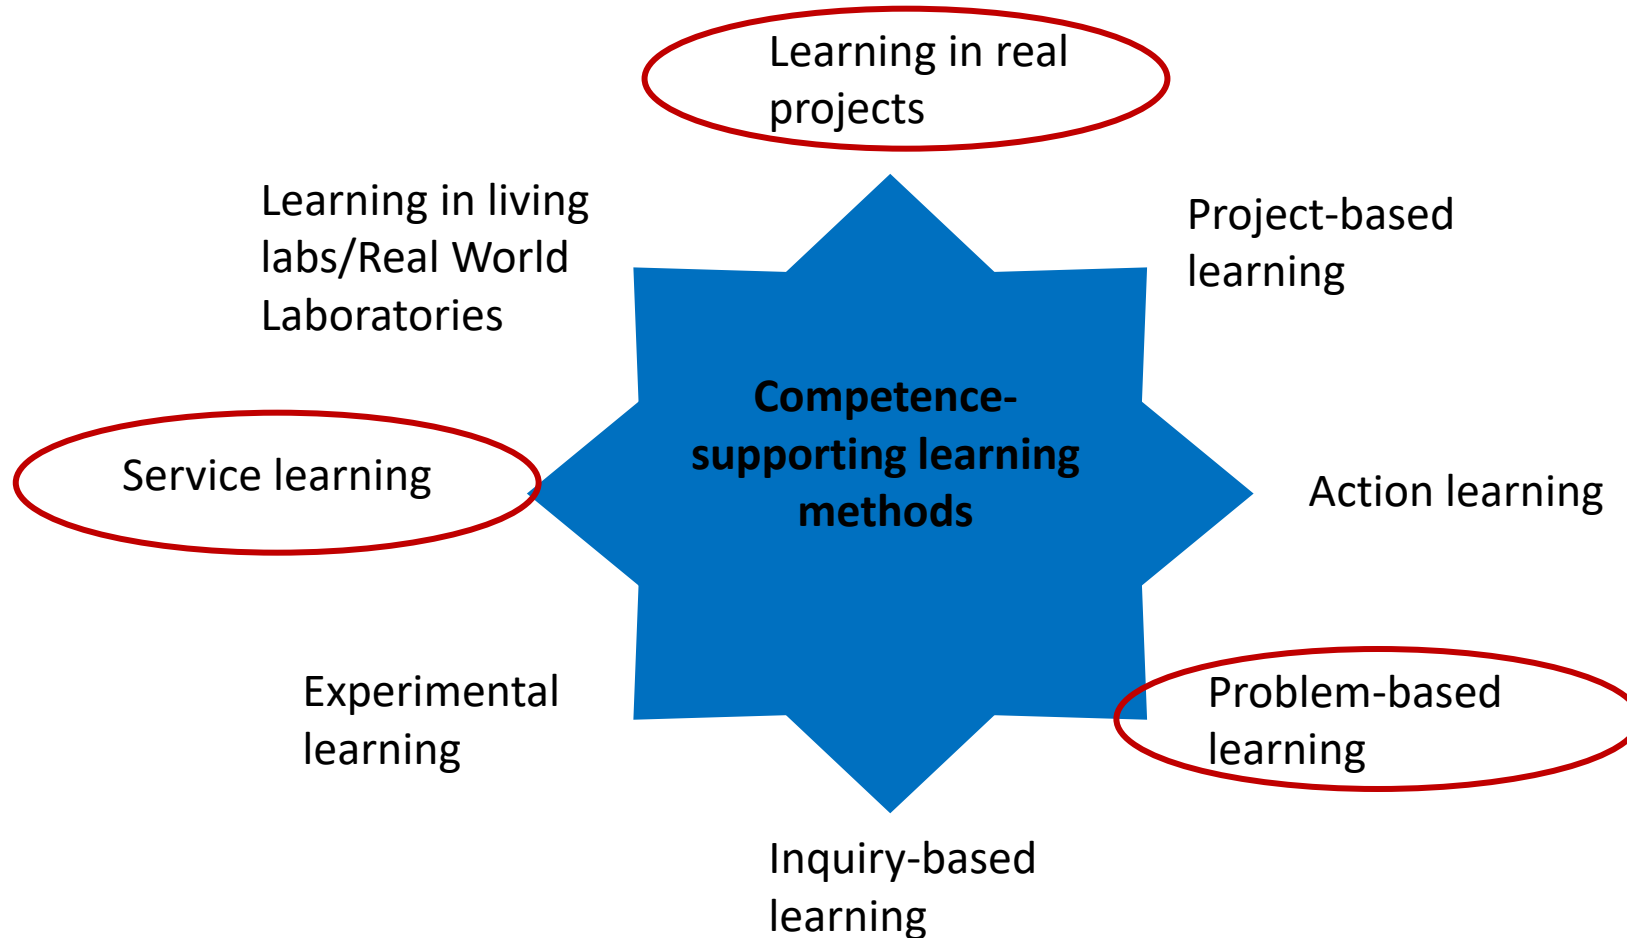 Learning in real
projects
Learning in living
labs/Real World
Laboratories
Project-based
learning
Competence-
supporting learning
methods
Service learning
Action learning
Experimental
learning
Problem-based
learning
Inquiry-based
learning